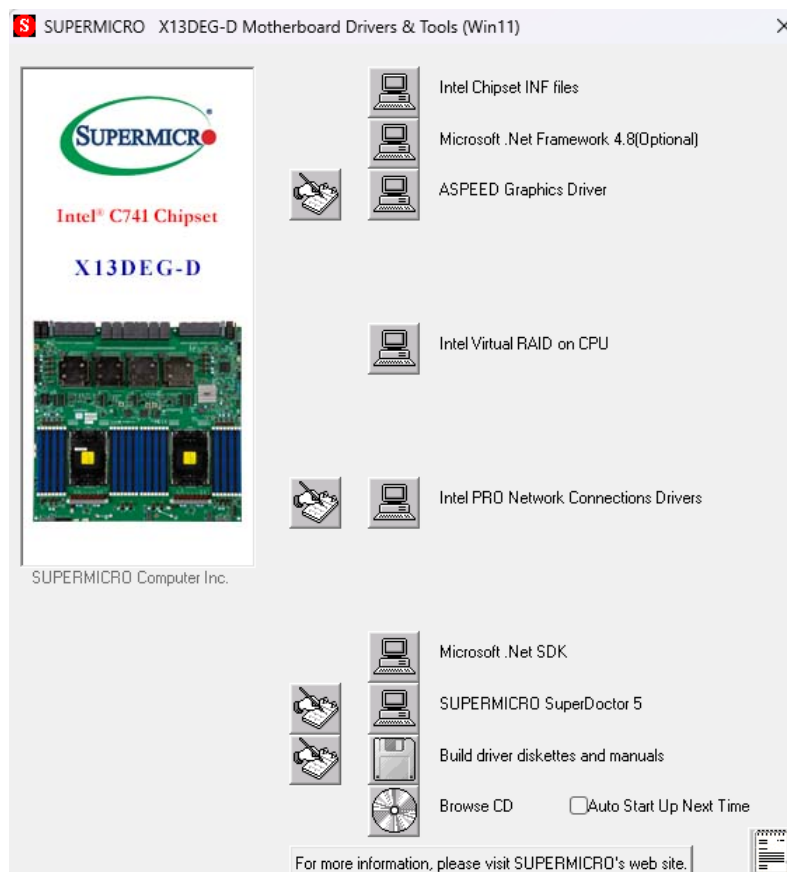 S SUPERMICRO X13DEG-D Motherboard Drivers & Tools (Win11)
SUPERMICRO
Intel® C741 Chipset
X13DEG-D
SUPERMICRO Computer Inc.
Intel Chipset INF files
Microsoft .Net Framework 4.8(Optional)
ASPEED Graphics Driver
Intel Virtual RAID on CPU
Intel PRO Network Connections Drivers
Microsoft .Net SDK
SUPERMICRO SuperDoctor 5
Build driver diskettes and manuals
Browse CD Auto Start Up Next Time
For more information, please visit SUPERMICRO's web site.